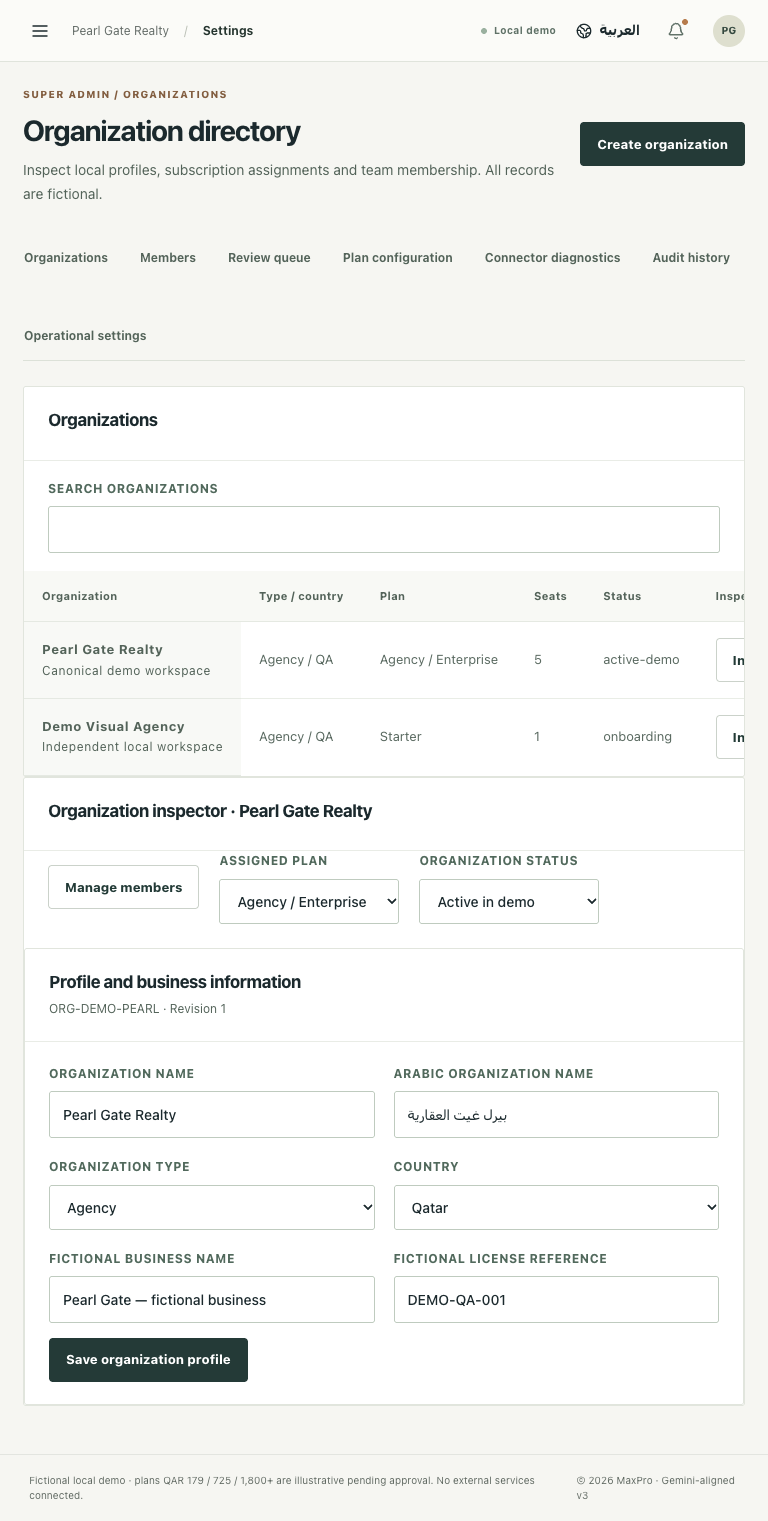 Pearl Gate Realty / Settings
Local demo
العربية
PG
SUPER ADMIN / ORGANIZATIONS
Organization directory
Inspect local profiles, subscription assignments and team membership. All records
are fictional.
Create organization
Organizations Members Review queue Plan configuration Connector diagnostics Audit history
Operational settings
Organizations
SEARCH ORGANIZATIONS
Organization Type / country Plan Seats Status Inspe
Pearl Gate Realty
Canonical demo workspace
Agency / QA Agency / Enterprise 5 active-demo In
Demo Visual Agency
Independent local workspace
Agency / QA Starter 1 onboarding In
Organization inspector · Pearl Gate Realty
Manage members
ASSIGNED PLAN
Agency / Enterprise
ORGANIZATION STATUS
Active in demo
Profile and business information
ORG-DEMO-PEARL · Revision 1
ORGANIZATION NAME
Pearl Gate Realty
ARABIC ORGANIZATION NAME
بيرل غيت العقارية
ORGANIZATION TYPE
Agency
COUNTRY
Qatar
FICTIONAL BUSINESS NAME
Pearl Gate — fictional business
FICTIONAL LICENSE REFERENCE
DEMO-QA-001
Save organization profile
Fictional local demo · plans QAR 179 / 725 / 1,800+ are illustrative pending approval. No external services
connected.
© 2026 MaxPro · Gemini-aligned
v3